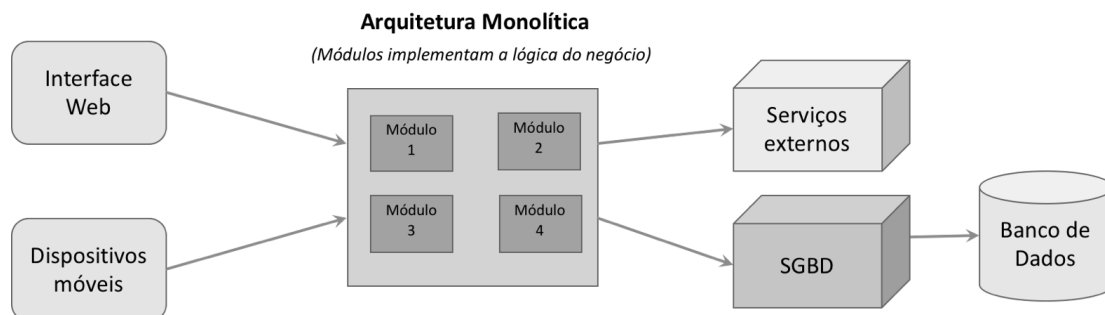 Arquitetura Monolítica
(Módulos implementam a lógica do negócio)
Interface
Web
Módulo
1
Módulo
2
Serviços
externos
Módulo
3
Módulo
4
Dispositivos
móveis
SGBD
Banco de
Dados